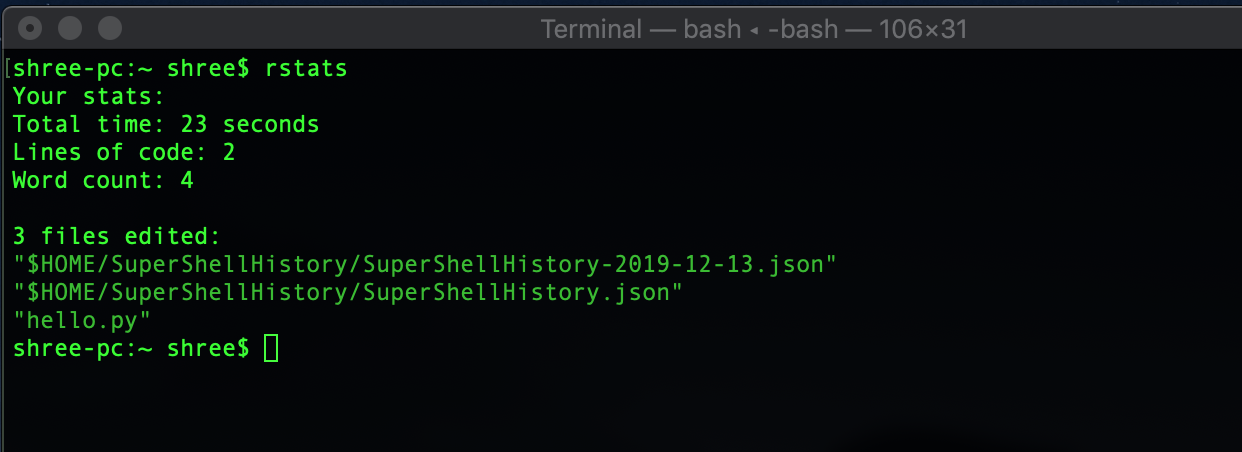 Terminal — bash ◂ -bash — 106×31
[shree-pc:~ shree$ rstats
Your stats:
Total time: 23 seconds
Lines of code: 2
Word count: 4
3 files edited:
"$HOME/SuperShellHistory/SuperShellHistory-2019-12-13.json"
"$HOME/SuperShellHistory/SuperShellHistory.json"
"hello.py"
shree-pc:~ shree$